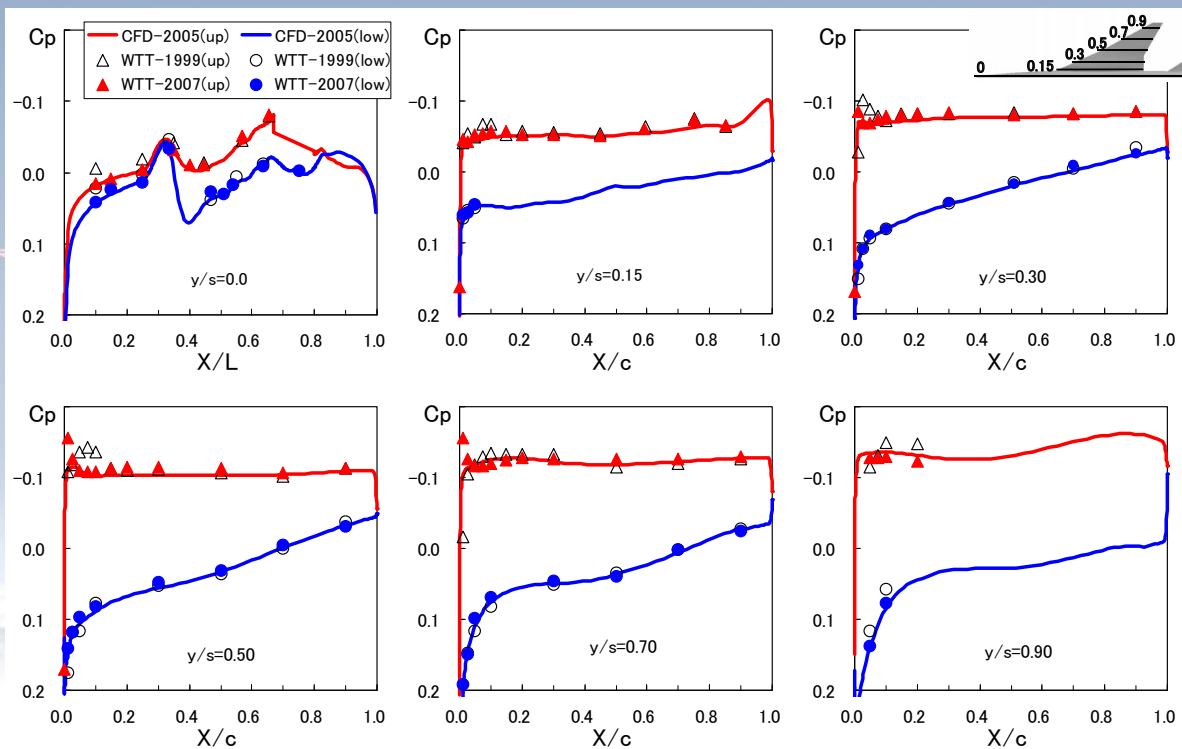 Cp
CFD-2005(up) CFD-2005(low)
WTT-1999(up) WTT-1999(low)
WTT-2007(up) WTT-2007(low)
-0.1
0.0
0.1
0.2
y/s=0.0
0.0 0.2 0.4 0.6 0.8 1.0
X/L
Cp
-0.1
0.0
0.1
0.2
y/s=0.15
0.0 0.2 0.4 0.6 0.8 1.0
X/c
0 0.15 0.3 0.5 0.7 0.9
Cp
-0.1
0.0
0.1
0.2
y/s=0.30
0.0 0.2 0.4 0.6 0.8 1.0
X/c
Cp
-0.1
0.0
0.1
0.2
y/s=0.50
0.0 0.2 0.4 0.6 0.8 1.0
X/c
Cp
-0.1
0.0
0.1
0.2
y/s=0.70
0.0 0.2 0.4 0.6 0.8 1.0
X/c
Cp
-0.1
0.0
0.1
0.2
y/s=0.90
0.0 0.2 0.4 0.6 0.8 1.0
X/c